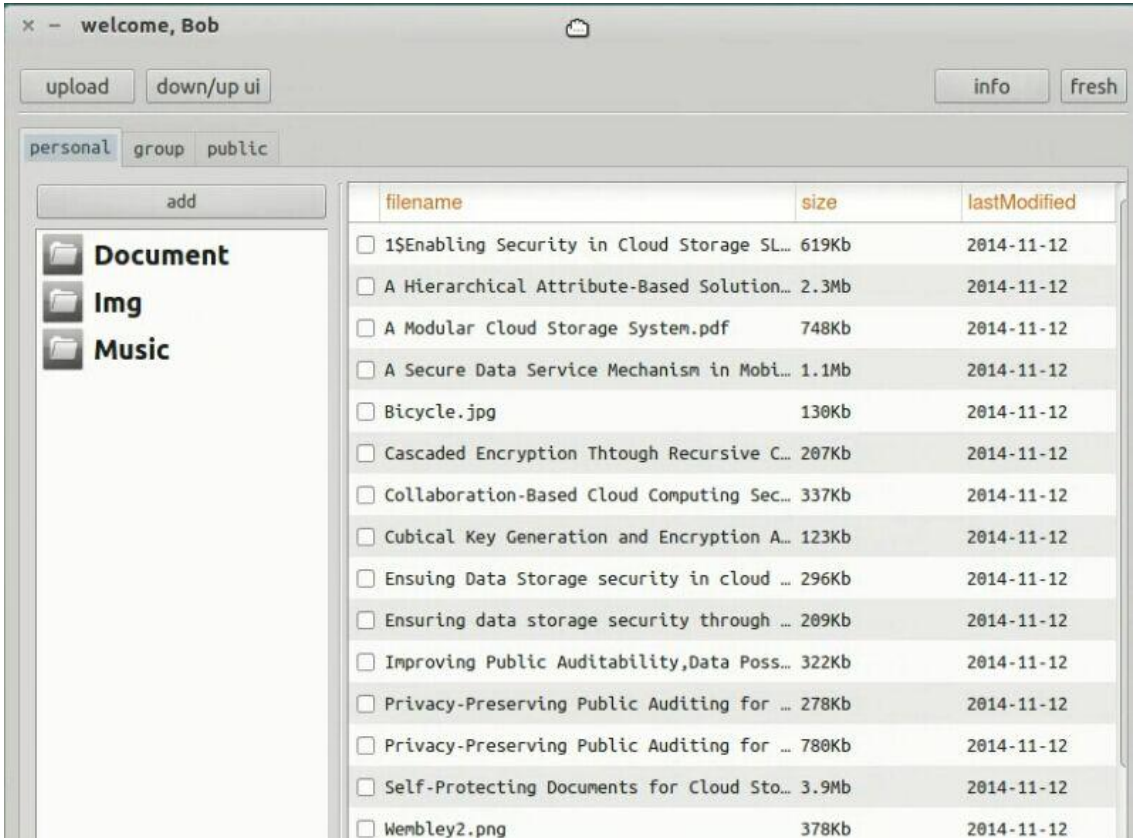 welcome, Bob
upload down/up ui info fresh
personal group public
add
Document
Img
Music
filename size lastModified
1$Enabling Security in Cloud Storage SL… 619Kb 2014-11-12
A Hierarchical Attribute-Based Solution… 2.3Mb 2014-11-12
A Modular Cloud Storage System.pdf 748Kb 2014-11-12
A Secure Data Service Mechanism in Mobi… 1.1Mb 2014-11-12
Bicycle.jpg 130Kb 2014-11-12
Cascaded Encryption Thtough Recursive C… 207Kb 2014-11-12
Collaboration-Based Cloud Computing Sec… 337Kb 2014-11-12
Cubical Key Generation and Encryption A… 123Kb 2014-11-12
Ensuing Data Storage security in cloud … 296Kb 2014-11-12
Ensuring data storage security through … 209Kb 2014-11-12
Improving Public Auditability,Data Poss… 322Kb 2014-11-12
Privacy-Preserving Public Auditing for … 278Kb 2014-11-12
Privacy-Preserving Public Auditing for … 780Kb 2014-11-12
Self-Protecting Documents for Cloud Sto… 3.9Mb 2014-11-12
Wembley2.png 378Kb 2014-11-12